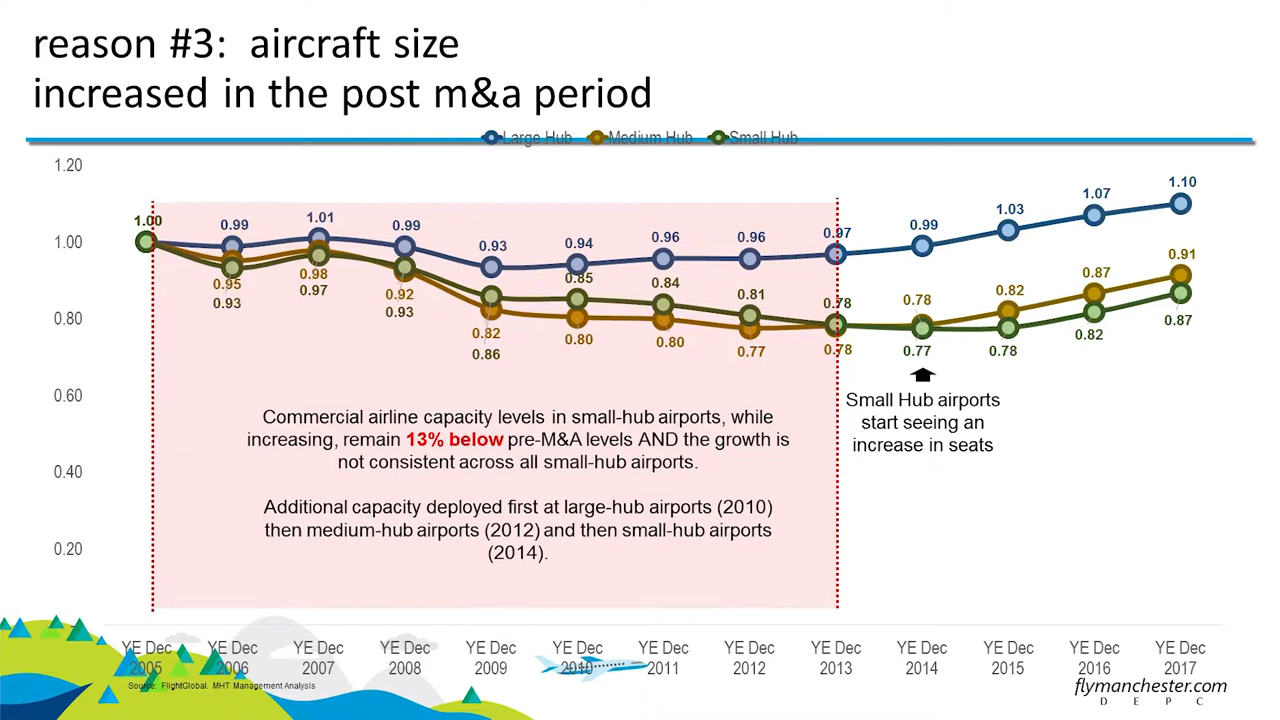 reason #3: aircraft size
increased in the post m&a period
Large Hub Medium Hub Small Hub
1.20
1.00
0.80
0.60
0.40
0.20
1.00
0.99
1.01
0.99
0.93
0.94
0.96
0.96
0.97
0.99
1.03
1.07
1.10
0.95
0.98
0.92
0.82
0.80
0.80
0.77
0.78
0.78
0.82
0.87
0.91
0.93
0.97
0.93
0.86
0.85
0.84
0.81
0.78
0.77
0.78
0.82
0.87
Small Hub airports
start seeing an
increase in seats
Commercial airline capacity levels in small-hub airports, while
increasing, remain 13% below pre-M&A levels AND the growth is
not consistent across all small-hub airports.
Additional capacity deployed first at large-hub airports (2010)
then medium-hub airports (2012) and then small-hub airports
(2014).
YE Dec YE Dec YE Dec YE Dec YE Dec YE Dec YE Dec YE Dec YE Dec YE Dec YE Dec YE Dec YE Dec
2005 2006 2007 2008 2009 2010 2011 2012 2013 2014 2015 2016 2017
Source: FlightGlobal. MHT Management Analysis
flymanchester.com
D E P C